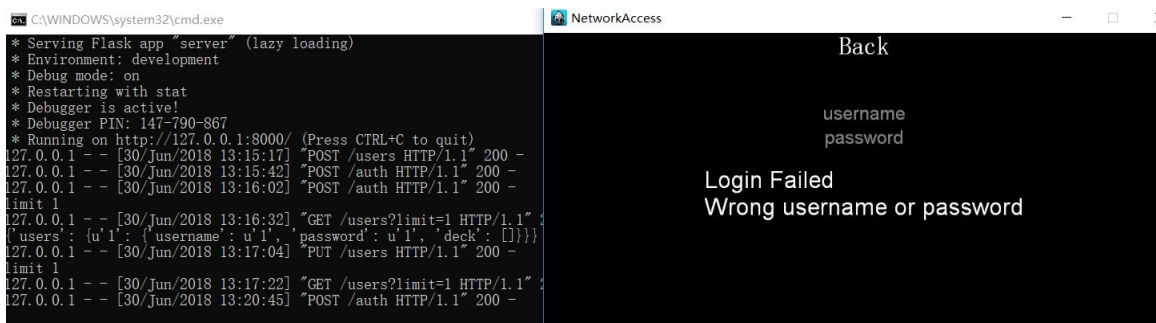 C:\WINDOWS\system32\cmd.exe
* Serving Flask app "server" (lazy loading)
* Environment: development
* Debug mode: on
* Restarting with stat
* Debugger is active!
* Debugger PIN: 147-790-867
* Running on http://127.0.0.1:8000/ (Press CTRL+C to quit)
127.0.0.1 - - [30/Jun/2018 13:15:17] "POST /users HTTP/1.1" 200 -
127.0.0.1 - - [30/Jun/2018 13:15:42] "POST /auth HTTP/1.1" 200 -
127.0.0.1 - - [30/Jun/2018 13:16:02] "POST /auth HTTP/1.1" 200 -
limit 1
127.0.0.1 - - [30/Jun/2018 13:16:32] "GET /users?limit=1 HTTP/1.1" 2
{'users': {u'1': {'username': u'1', 'password': u'1', 'deck': []}}}
127.0.0.1 - - [30/Jun/2018 13:17:04] "PUT /users HTTP/1.1" 200 -
limit 1
127.0.0.1 - - [30/Jun/2018 13:17:22] "GET /users?limit=1 HTTP/1.1" 2
127.0.0.1 - - [30/Jun/2018 13:20:45] "POST /auth HTTP/1.1" 200 -
NetworkAccess
Back
username
password
Login Failed
Wrong username or password